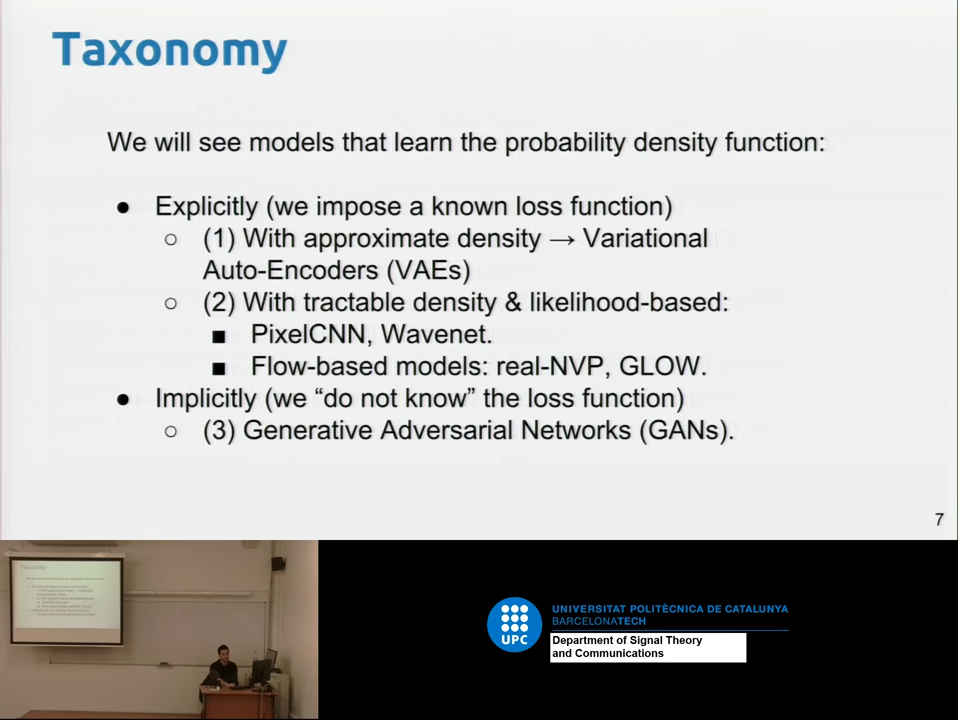 Taxonomy
We will see models that learn the probability density function:
● Explicitly (we impose a known loss function)
○ (1) With approximate density → Variational
Auto-Encoders (VAEs)
○ (2) With tractable density & likelihood-based:
■ PixelCNN, Wavenet.
■ Flow-based models: real-NVP, GLOW.
● Implicitly (we “do not know” the loss function)
○ (3) Generative Adversarial Networks (GANs).
7
Taxonomy
UPC
UNIVERSITAT POLITÈCNICA DE CATALUNYA
BARCELONATECH
Department of Signal Theory
and Communications